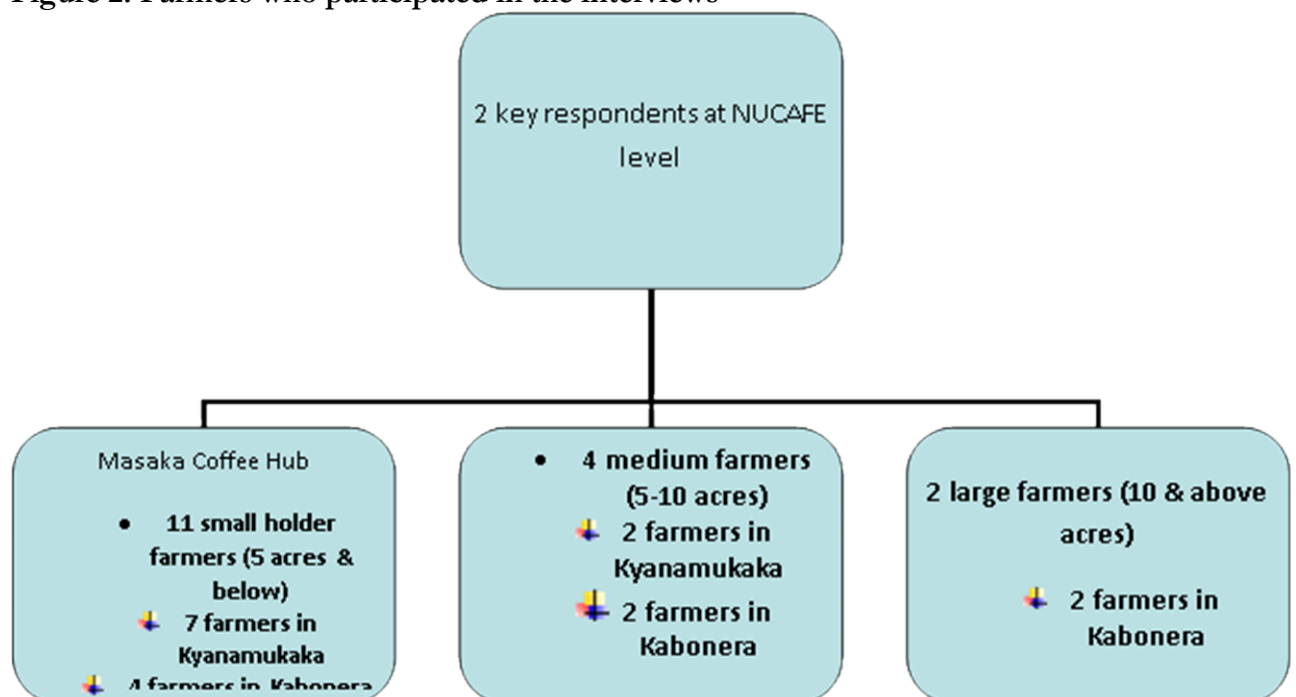 Figure 2. Farmers who participated in the interviews
2 key respondents at NUCAFE
level
Masaka Coffee Hub
• 11 small holder
farmers (5 acres &
below)
7 farmers in
Kyanamukaka
4 farmers in Kabonera
• 4 medium farmers
(5-10 acres)
2 farmers in
Kyanamukaka
2 farmers in
Kabonera
2 large farmers (10 & above
acres)
2 farmers in
Kabonera